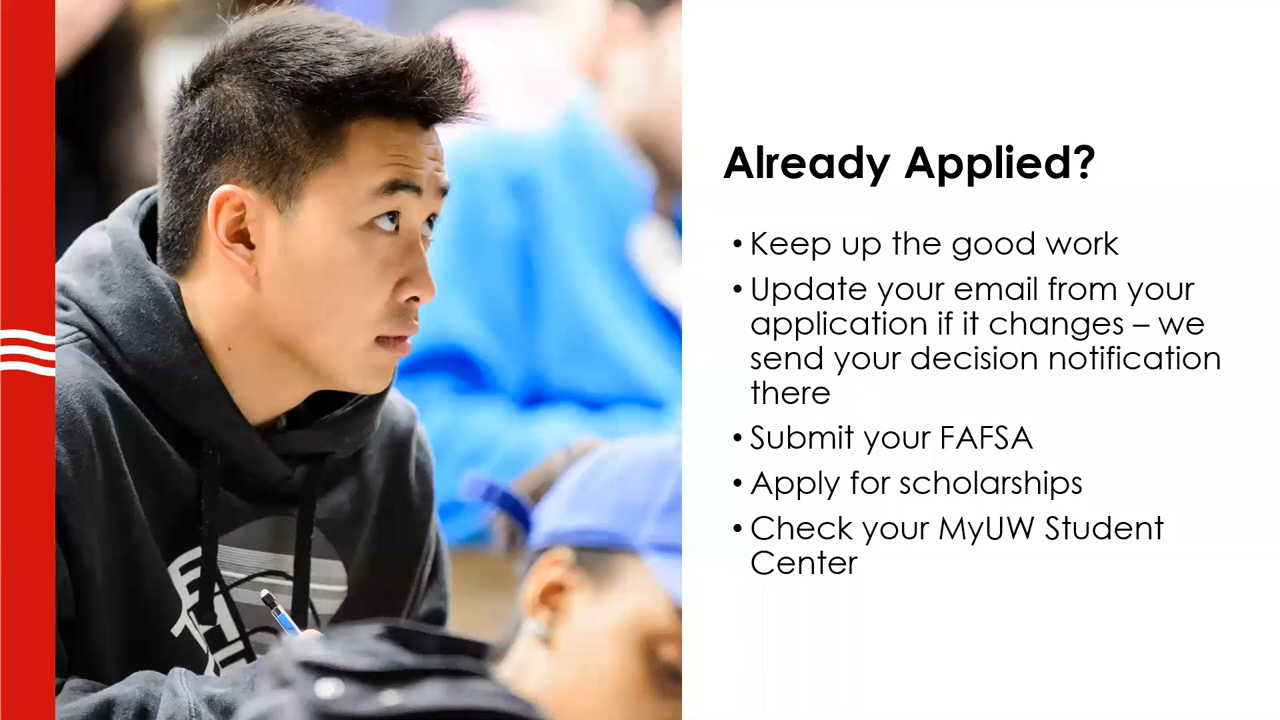 Already Applied?
• Keep up the good work
• Update your email from your
application if it changes – we
send your decision notification
there
• Submit your FAFSA
• Apply for scholarships
• Check your MyUW Student
Center